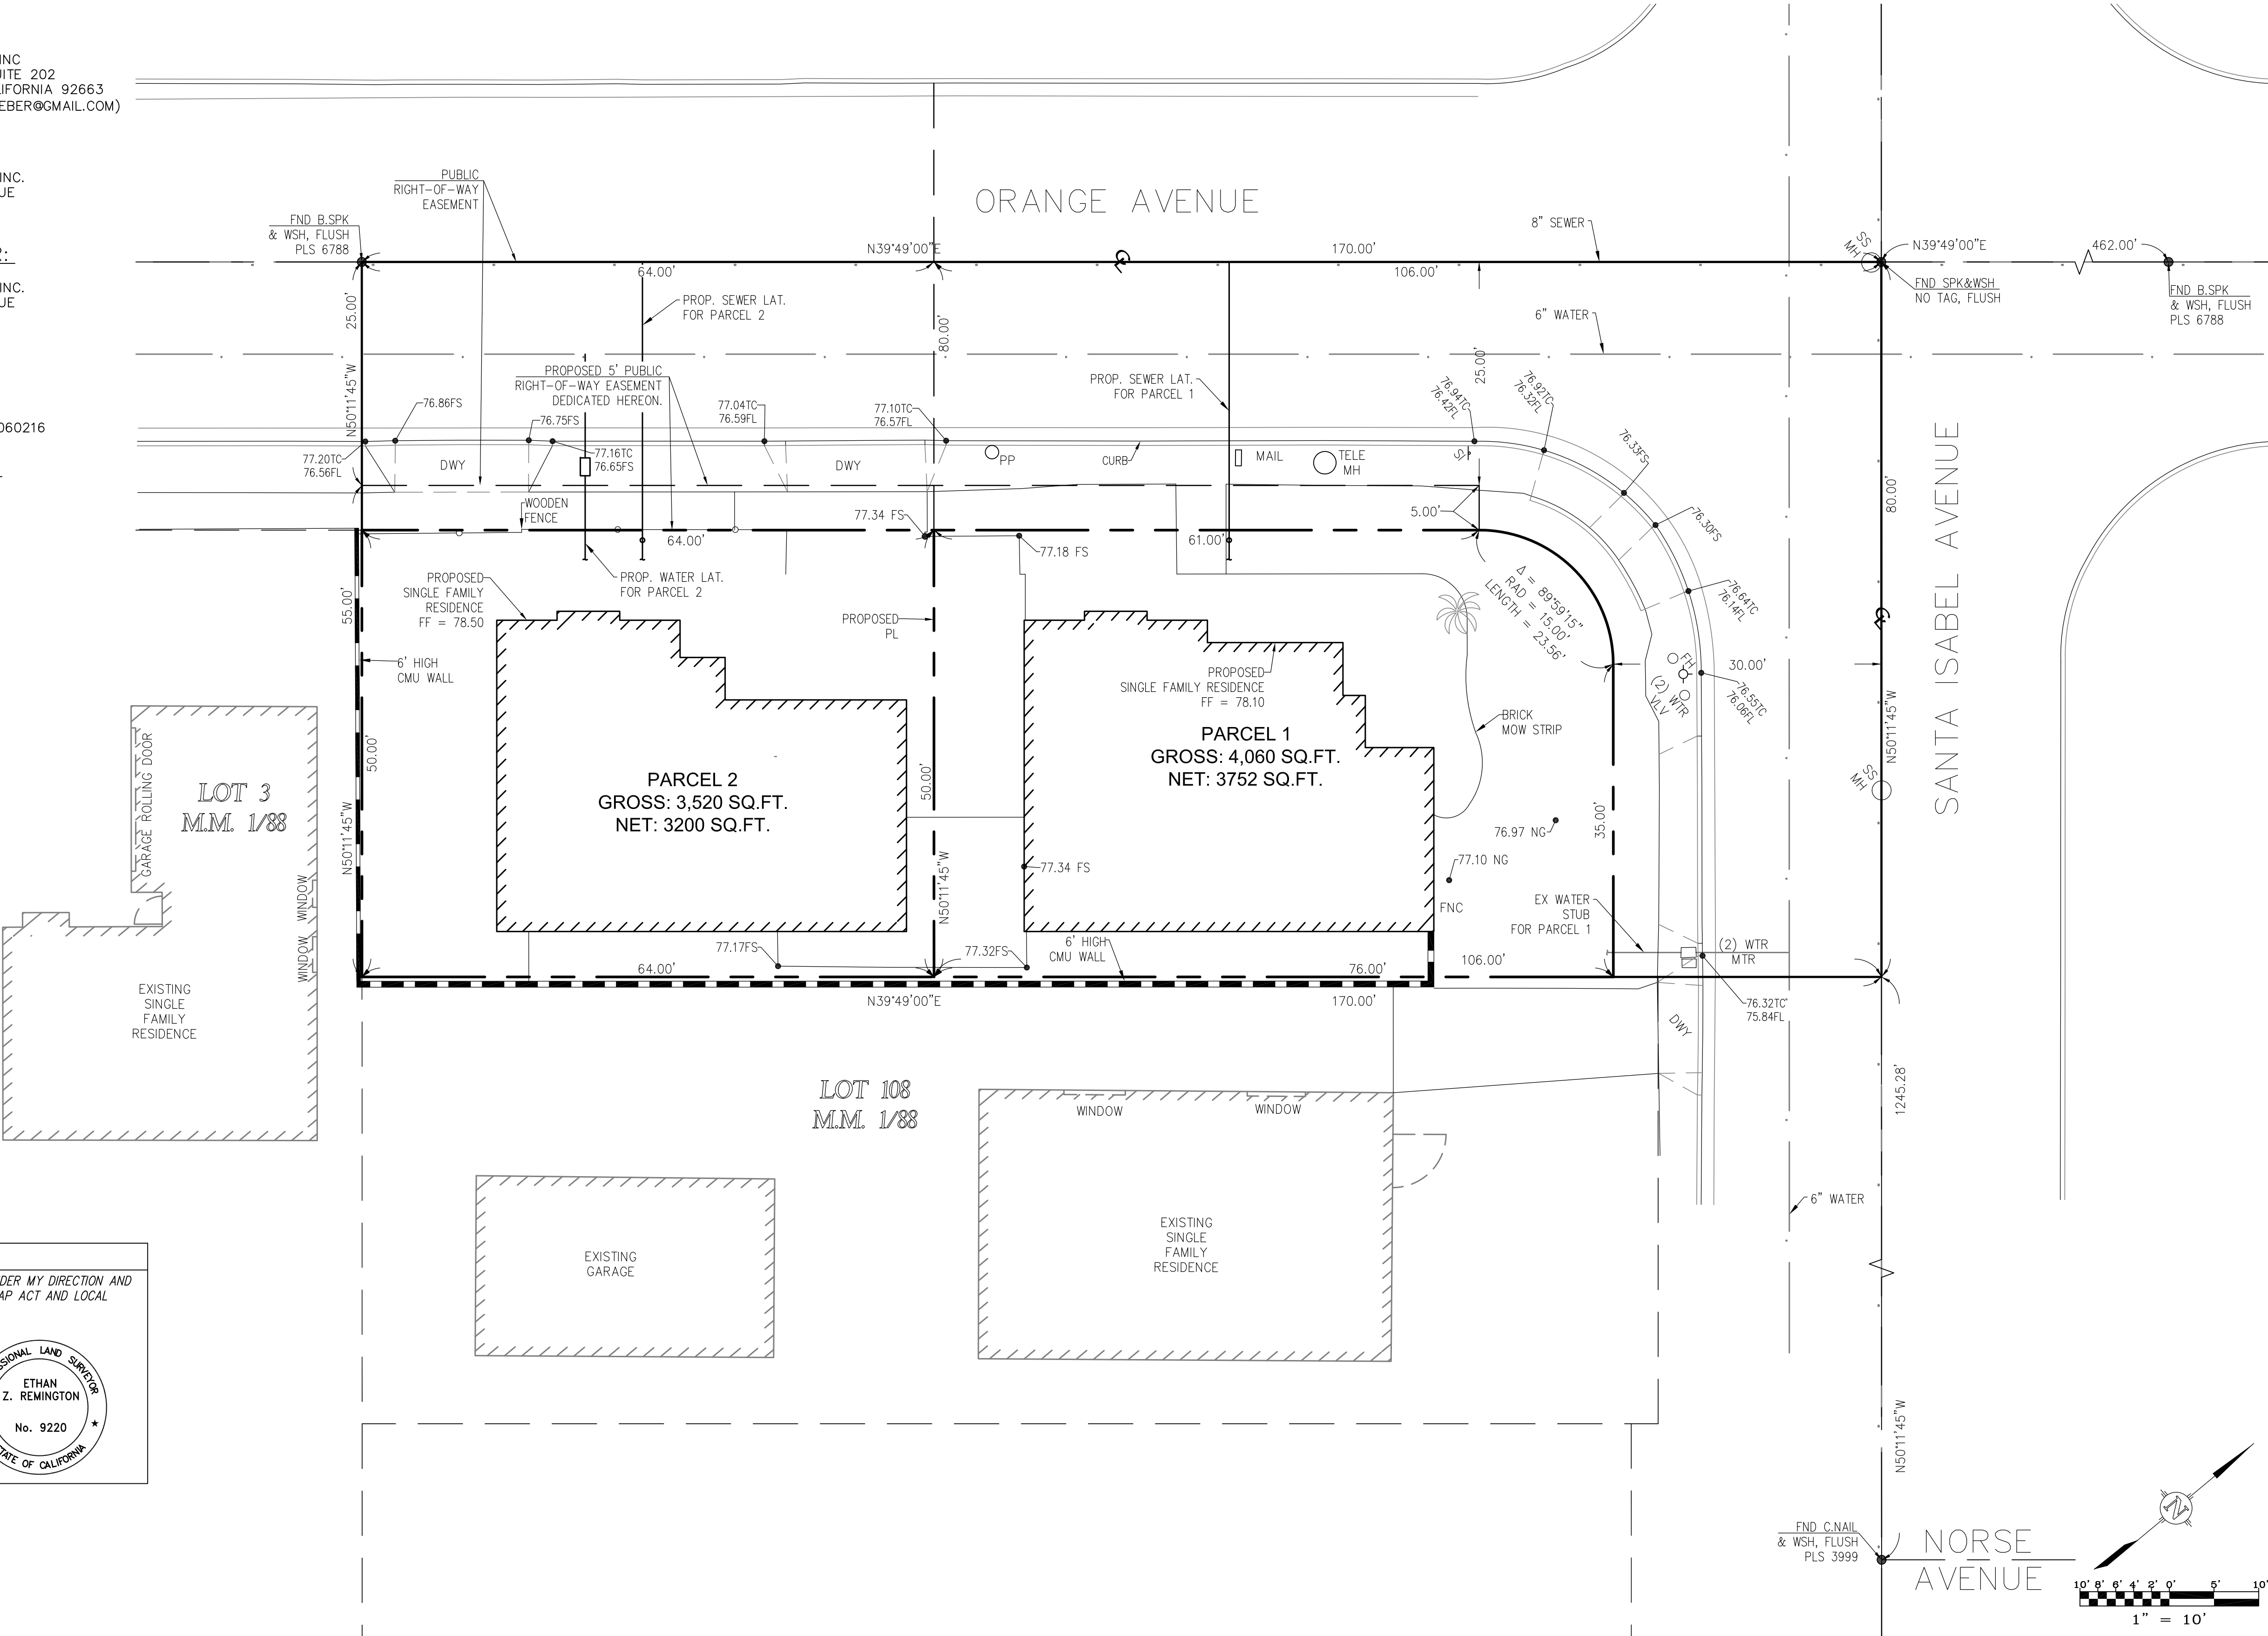 INC
UITE 202
LIFORNIA 92663
EBER@GMAIL.COM)
INC.
UE
R:
INC.
UE
060216
PUBLIC
RIGHT-OF-WAY
EASEMENT
FND B.SPK
& WSH, FLUSH
PLS 6788
ORANGE AVENUE
8" SEWER
N39°49'00"E
170.00'
SS
MH
N39°49'00"E
462.00'
64.00'
106.00'
FND SPK&WSH
NO TAG, FLUSH
FND B.SPK
& WSH, FLUSH
PLS 6788
25.00'
PROP. SEWER LAT.
FOR PARCEL 2
80.00'
6" WATER
25.00'
N50°11'45"W
PROPOSED 5' PUBLIC
RIGHT-OF-WAY EASEMENT
DEDICATED HEREON.
PROP. SEWER LAT.
FOR PARCEL 1
76.86FS
76.75FS
77.04TC
76.59FL
77.10TC
76.57FL
76.94TC
76.42FL
76.92TC
76.32FL
76.33FS
77.20TC
76.56FL
DWY
77.16TC
76.65FS
DWY
PP
CURB
MAIL
TELE
MH
76.30FS
WOODEN
FENCE
77.34 FS
5.00'
80.00'
SANTA ISABEL AVENUE
64.00'
61.00'
77.18 FS
PROPOSED
SINGLE FAMILY
RESIDENCE
FF = 78.50
PROP. WATER LAT.
FOR PARCEL 2
PROPOSED
PL
Δ = 89°59'15"
RAD = 15.00'
LENGTH = 23.56'
76.64TC
76.14FL
55.00'
6' HIGH
CMU WALL
PROPOSED
SINGLE FAMILY RESIDENCE
FF = 78.10
FH
(2) WTR
VLV
30.00'
76.55TC
76.06FL
BRICK
MOW STRIP
N50°11'45"W
GARAGE ROLLING DOOR
LOT 3
M.M. 1/88
50.00'
PARCEL 2
GROSS: 3,520 SQ.FT.
NET: 3200 SQ.FT.
50.00'
PARCEL 1
GROSS: 4,060 SQ.FT.
NET: 3752 SQ.FT.
SS
MH
76.97 NG
35.00'
N50°11'45"W
WINDOW
WINDOW
N50°11'45"W
77.34 FS
77.10 NG
FNC
EX WATER
STUB
FOR PARCEL 1
(2) WTR
MTR
77.17FS
77.32FS
6' HIGH
CMU WALL
64.00'
76.00'
106.00'
N39°49'00"E
170.00'
76.32TC
75.84FL
EXISTING
SINGLE
FAMILY
RESIDENCE
DWY
LOT 108
M.M. 1/88
WINDOW
WINDOW
1245.28'
6" WATER
EXISTING
GARAGE
EXISTING
SINGLE
FAMILY
RESIDENCE
DER MY DIRECTION AND
AP ACT AND LOCAL
SSIONAL LAND SURVEYOR
ETHAN
Z. REMINGTON
No. 9220
TATE OF CALIFORNIA
N50°11'45"W
FND C.NAIL
& WSH, FLUSH
PLS 3999
NORSE
AVENUE
N
10' 8' 6' 4' 2' 0' 5' 10'
1" = 10'